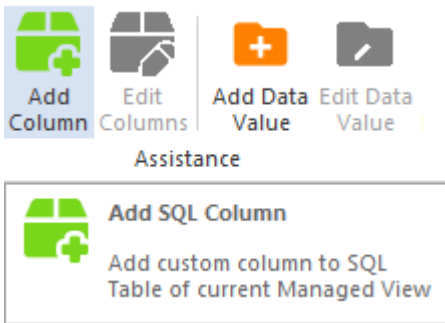 Add Edit Add Data Edit Data
Column Columns Value Value
Assistance
Add SQL Column
Add custom column to SQL
Table of current Managed View